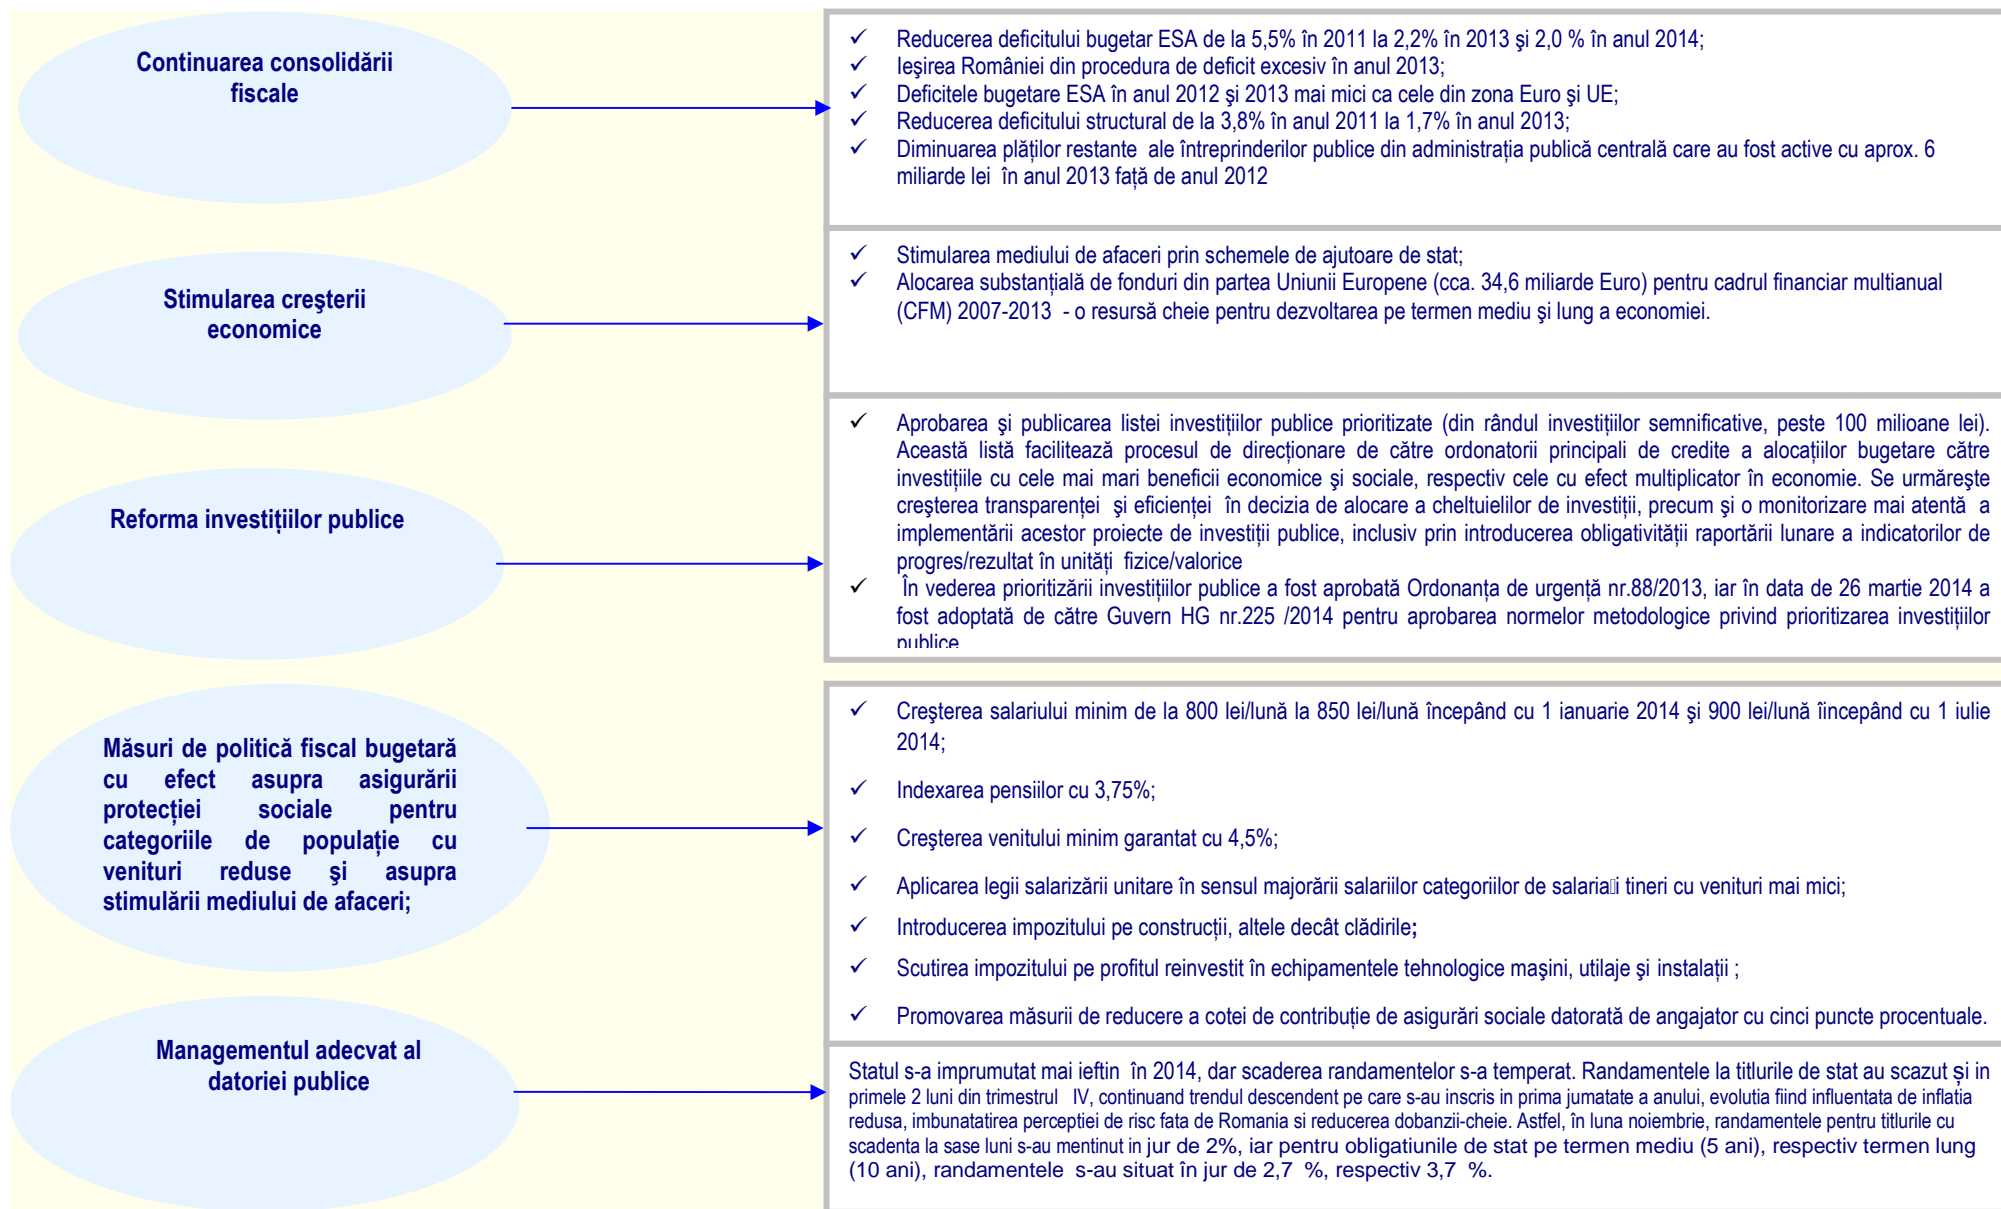 Continuarea consolidării
fiscale
✓ Reducerea deficitului bugetar ESA de la 5,5% în 2011 la 2,2% în 2013 şi 2,0 % în anul 2014;
✓ Ieşirea României din procedura de deficit excesiv în anul 2013;
✓ Deficitele bugetare ESA în anul 2012 şi 2013 mai mici ca cele din zona Euro şi UE;
✓ Reducerea deficitului structural de la 3,8% în anul 2011 la 1,7% în anul 2013;
✓ Diminuarea plăților restante ale întreprinderilor publice din administrația publică centrală care au fost active cu aprox. 6
miliarde lei în anul 2013 față de anul 2012
Stimularea creşterii
economice
✓ Stimularea mediului de afaceri prin schemele de ajutoare de stat;
✓ Alocarea substanțială de fonduri din partea Uniunii Europene (cca. 34,6 miliarde Euro) pentru cadrul financiar multianual
(CFM) 2007-2013 - o resursă cheie pentru dezvoltarea pe termen mediu şi lung a economiei.
Reforma investițiilor publice
✓ Aprobarea şi publicarea listei investițiilor publice prioritizate (din rândul investițiilor semnificative, peste 100 milioane lei).
Această listă facilitează procesul de direcționare de către ordonatorii principali de credite a alocațiilor bugetare către
investițiile cu cele mai mari beneficii economice şi sociale, respectiv cele cu efect multiplicator în economie. Se urmăreşte
creşterea transparenței şi eficienței în decizia de alocare a cheltuielilor de investiții, precum şi o monitorizare mai atentă a
implementării acestor proiecte de investiții publice, inclusiv prin introducerea obligativității raportării lunare a indicatorilor de
progres/rezultat în unități fizice/valorice
✓ În vederea prioritizării investițiilor publice a fost aprobată Ordonanța de urgență nr.88/2013, iar în data de 26 martie 2014 a
fost adoptată de către Guvern HG nr.225 /2014 pentru aprobarea normelor metodologice privind prioritizarea investițiilor
publice
Măsuri de politică fiscal bugetară
cu efect asupra asigurării
protecției sociale pentru
categoriile de populație cu
venituri reduse şi asupra
stimulării mediului de afaceri;
✓ Creşterea salariului minim de la 800 lei/lună la 850 lei/lună începând cu 1 ianuarie 2014 şi 900 lei/lună îincepând cu 1 iulie
2014;
✓ Indexarea pensiilor cu 3,75%;
✓ Creşterea venitului minim garantat cu 4,5%;
✓ Aplicarea legii salarizării unitare în sensul majorării salariilor categoriilor de salaria▯i tineri cu venituri mai mici;
✓ Introducerea impozitului pe construcții, altele decât clădirile;
✓ Scutirea impozitului pe profitul reinvestit în echipamentele tehnologice maşini, utilaje şi instalații ;
✓ Promovarea măsurii de reducere a cotei de contribuție de asigurări sociale datorată de angajator cu cinci puncte procentuale.
Managementul adecvat al
datoriei publice
Statul s-a imprumutat mai ieftin în 2014, dar scaderea randamentelor s-a temperat. Randamentele la titlurile de stat au scazut și in
primele 2 luni din trimestrul IV, continuand trendul descendent pe care s-au inscris in prima jumatate a anului, evolutia fiind influentata de inflatia
redusa, imbunatatirea perceptiei de risc fata de Romania si reducerea dobanzii-cheie. Astfel, în luna noiembrie, randamentele pentru titlurile cu
scadenta la sase luni s-au mentinut in jur de 2%, iar pentru obligatiunile de stat pe termen mediu (5 ani), respectiv termen lung
(10 ani), randamentele s-au situat în jur de 2,7 %, respectiv 3,7 %.